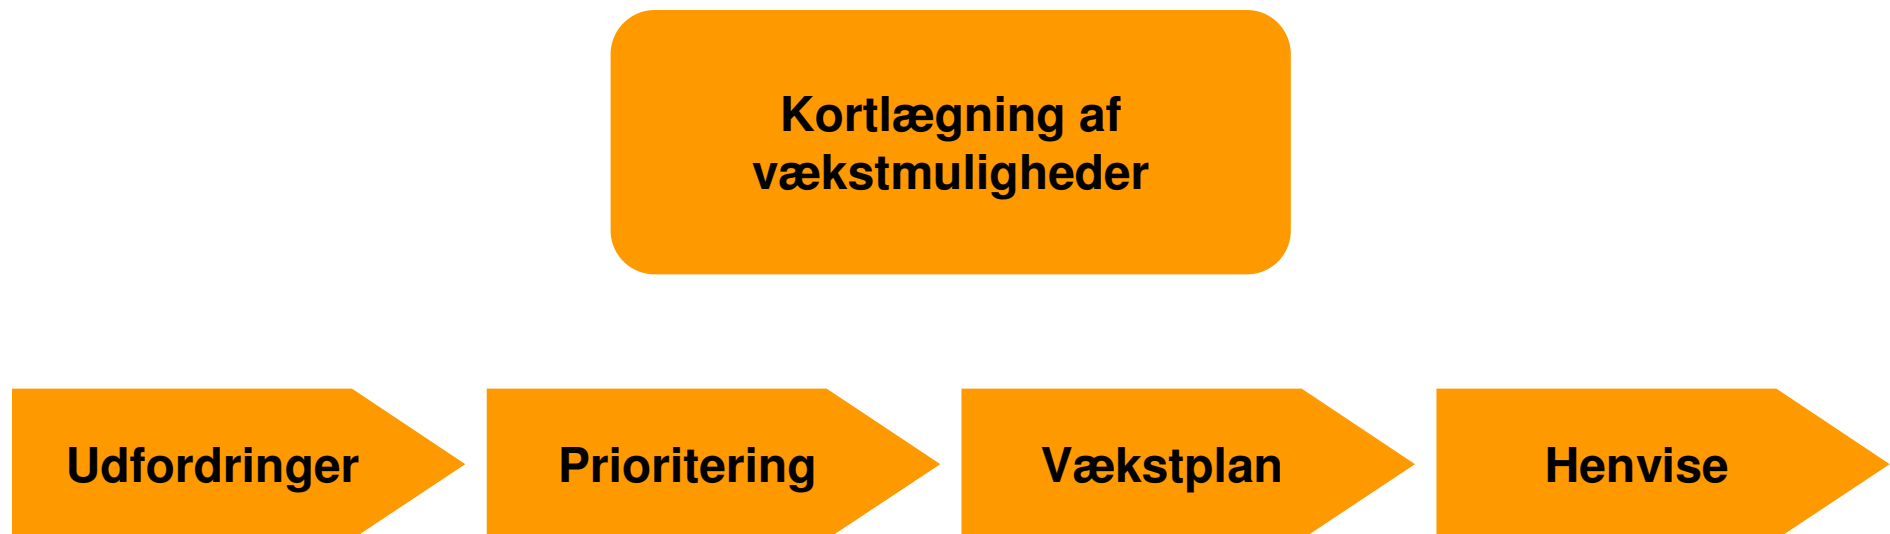 Kortlægning af
vækstmuligheder
Udfordringer
Prioritering
Vækstplan
Henvise